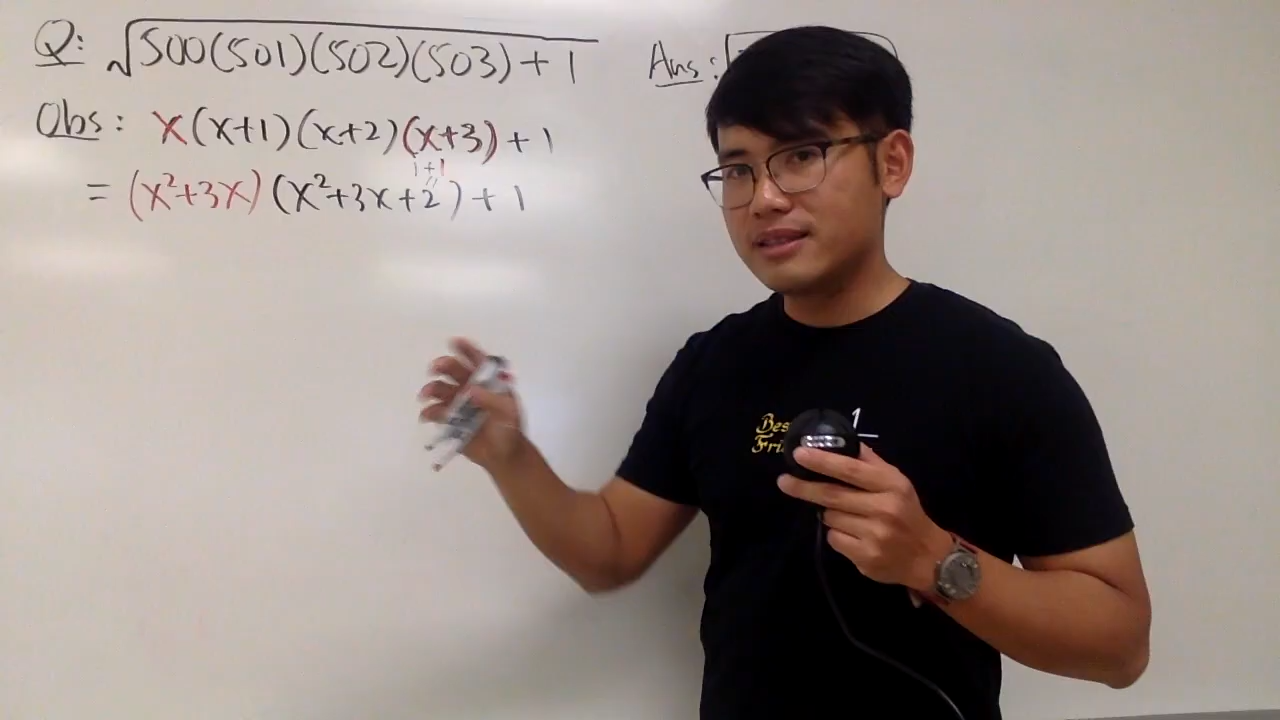 Q: √500(501)(502)(503)+1
Ans: √
Obs: x(x+1)(x+2)(x+3)+1
1+1
= (x²+3x)(x²+3x+2)+1
1